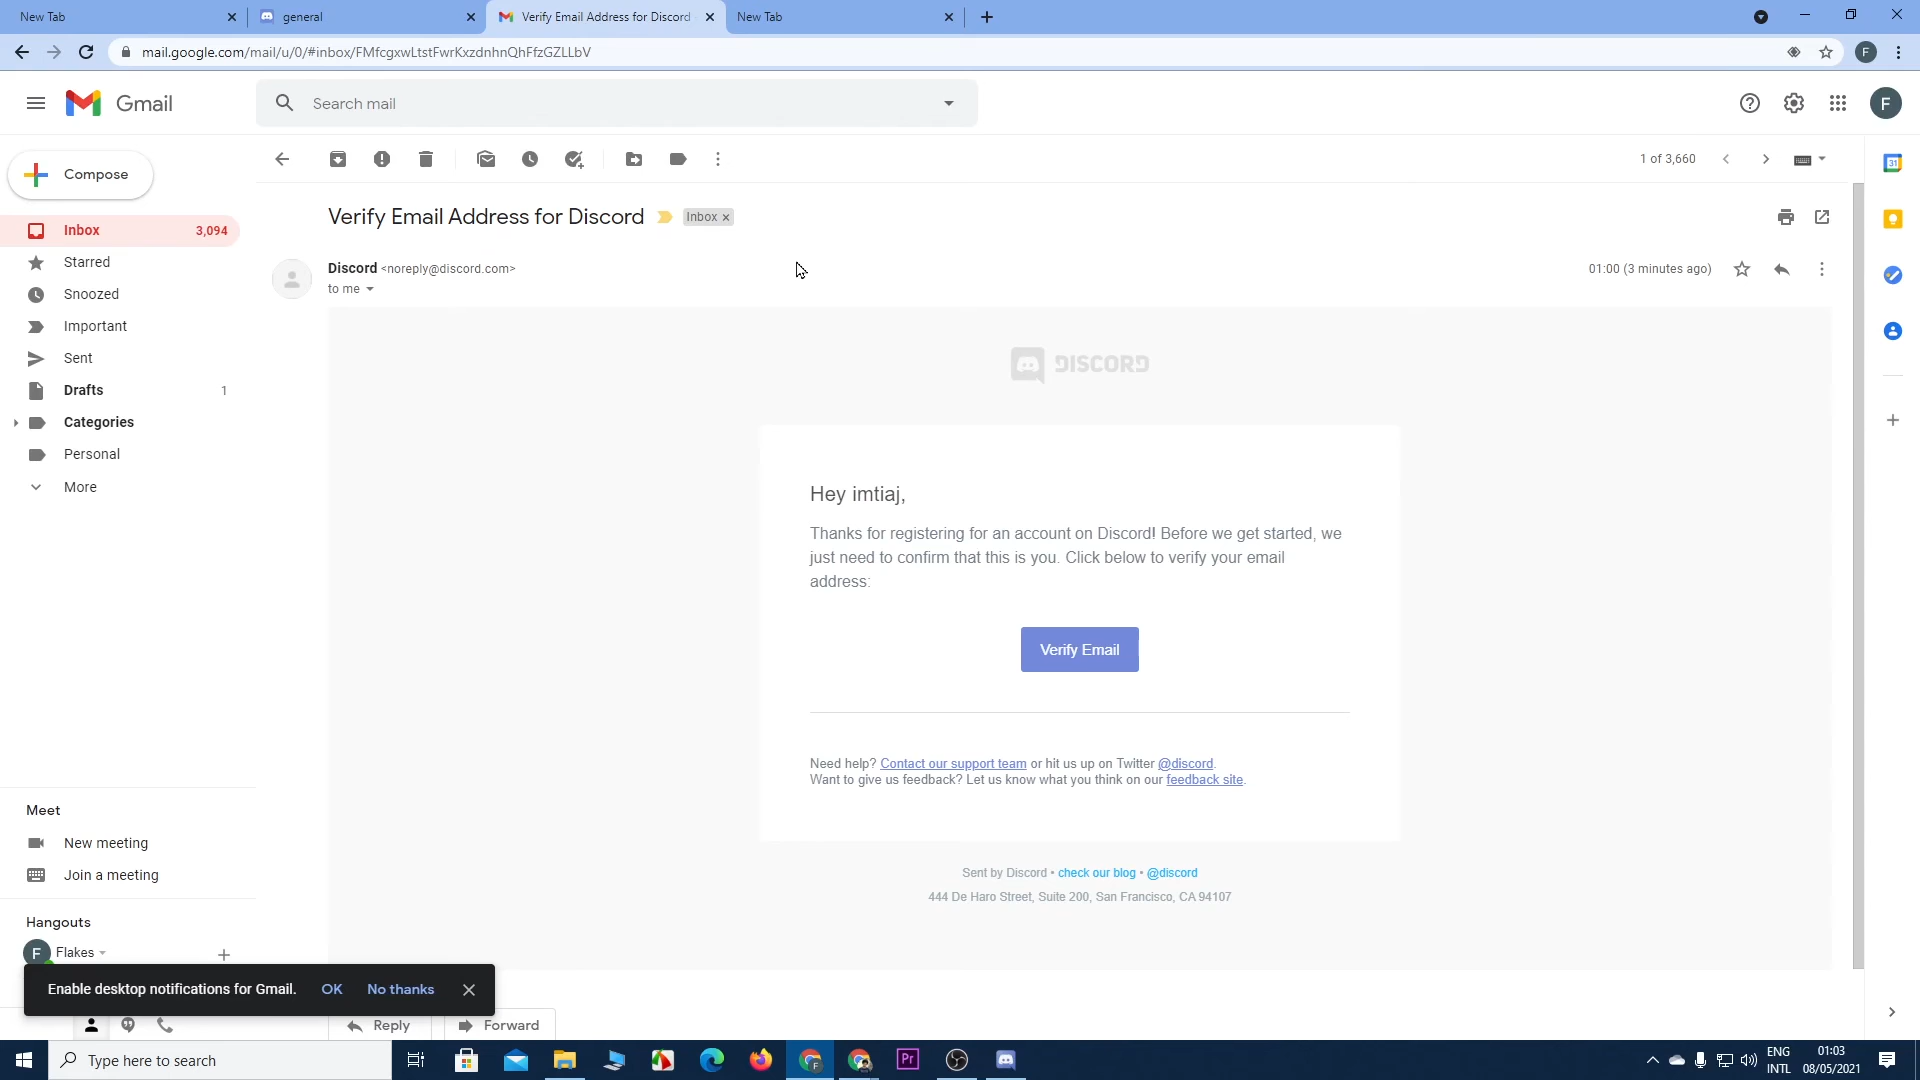 New Tab
general
Verify Email Address for Discord
New Tab
mail.google.com/mail/u/0/#inbox/FMfcgxwLtstFwrKxzdnhnQhFfzGZLLbV
F
Gmail
Search mail
F
Compose
1 of 3,660
31
Inbox 3,094
Starred
Snoozed
Important
Sent
Drafts 1
Categories
Personal
More
Verify Email Address for Discord
Inbox x
Discord <noreply@discord.com>
to me
01:00 (3 minutes ago)
DISCORD
Hey imtiaj,
Thanks for registering for an account on Discord! Before we get started, we
just need to confirm that this is you. Click below to verify your email
address:
Verify Email
Need help? Contact our support team or hit us up on Twitter @discord.
Want to give us feedback? Let us know what you think on our feedback site.
Sent by Discord • check our blog • @discord
444 De Haro Street, Suite 200, San Francisco, CA 94107
Meet
New meeting
Join a meeting
Hangouts
F Flakes
Enable desktop notifications for Gmail. OK No thanks
Reply
Forward
Type here to search
F
Pr
ENG
INTL
01:03
08/05/2021